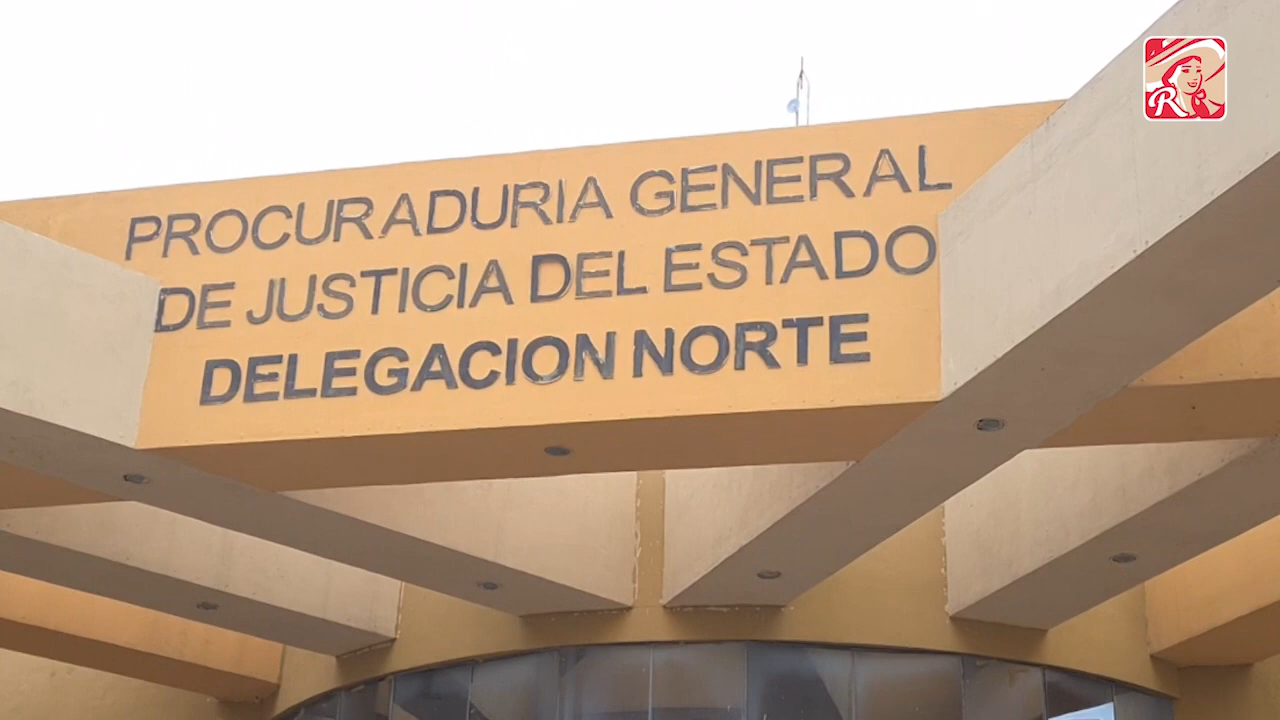 PROCURADURIA GENERAL
DE JUSTICIA DEL ESTADO
DELEGACION NORTE
R